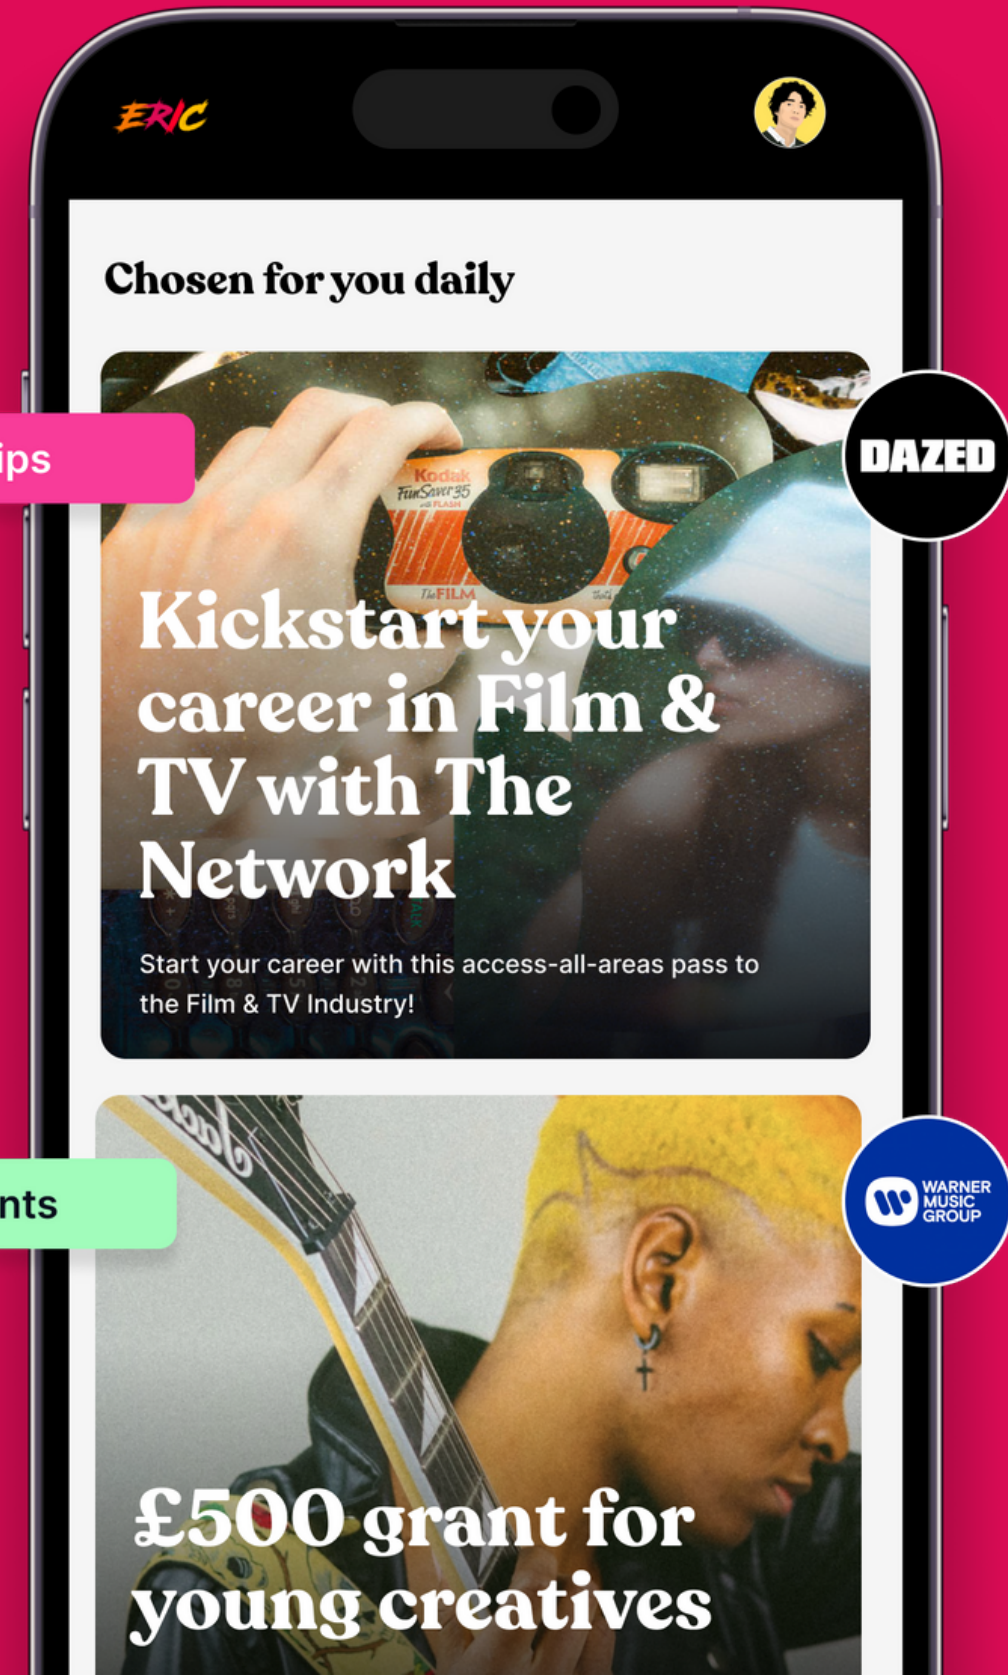 ERIC
Chosen for you daily
ips
DAZED
Kodak
FunSaver 35
with FLASH
The FILM
Kickstart your
career in Film &
TV with The
Network
Start your career with this access-all-areas pass to
the Film & TV Industry!
nts
WARNER
MUSIC
GROUP
£500 grant for
young creatives